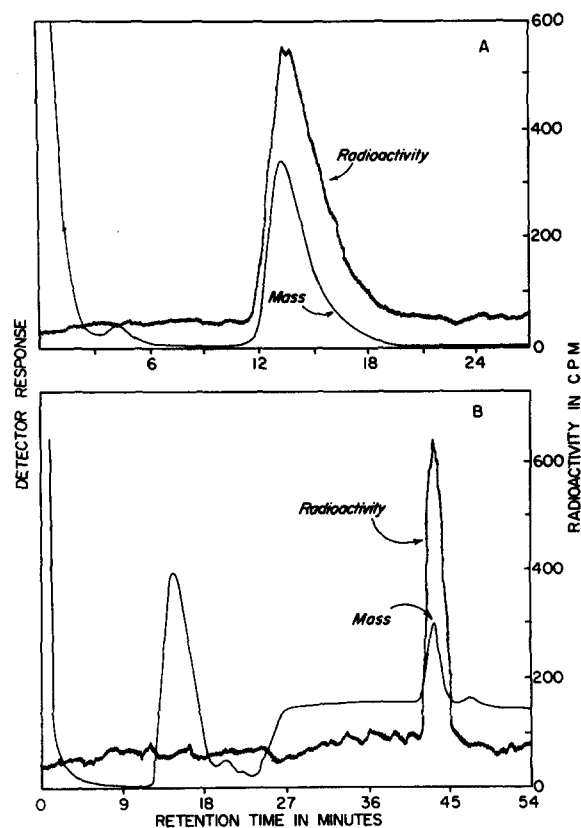 600
A
Radioactivity
400
200
Mass
0
6
12
18
24
DETECTOR RESPONSE
RADIOACTIVITY IN CPM
B
600
Radioactivity
400
Mass
200
0
0
9
18
27
36
45
54
RETENTION TIME IN MINUTES